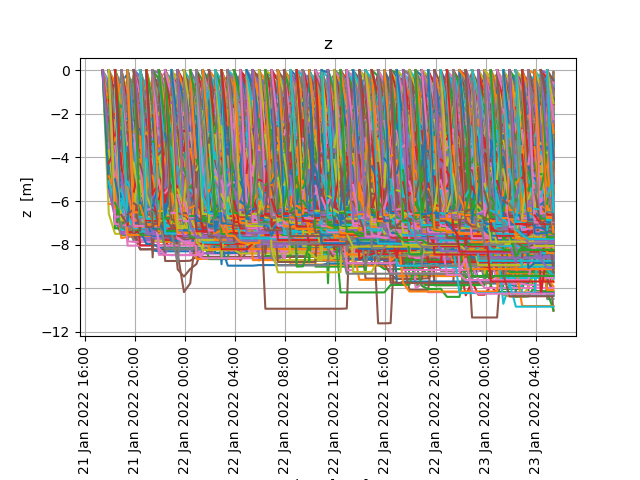 z
0
−2
−4
−6
−8
−10
−12
z [m]
21 Jan 2022 16:00
21 Jan 2022 20:00
22 Jan 2022 00:00
22 Jan 2022 04:00
22 Jan 2022 08:00
22 Jan 2022 12:00
22 Jan 2022 16:00
22 Jan 2022 20:00
23 Jan 2022 00:00
23 Jan 2022 04:00